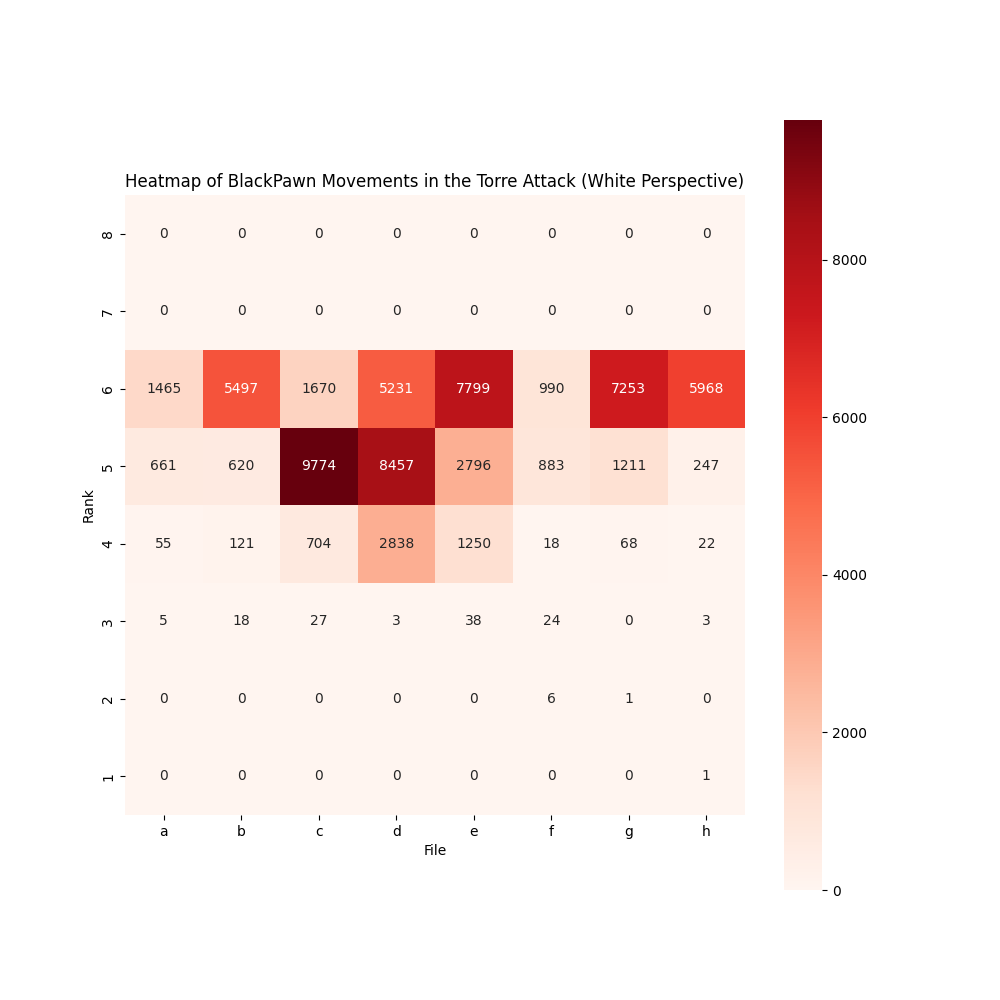 Heatmap of BlackPawn Movements in the Torre Attack (White Perspective)
8 0 0 0 0 0 0 0 0
7 0 0 0 0 0 0 0 0
6 1465 5497 1670 5231 7799 990 7253 5968
5 661 620 9774 8457 2796 883 1211 247
4 55 121 704 2838 1250 18 68 22
3 5 18 27 3 38 24 0 3
2 0 0 0 0 0 6 1 0
1 0 0 0 0 0 0 0 1
a b c d e f g h
File
Rank
8000
6000
4000
2000
0